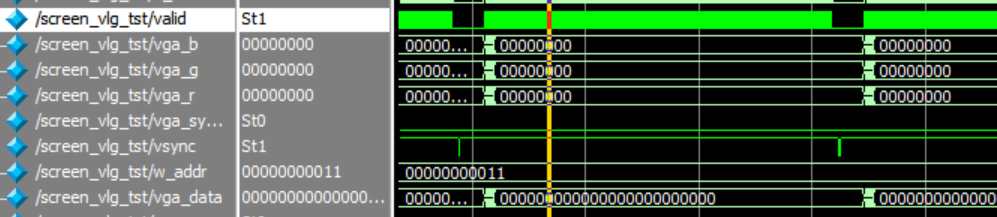 /screen_vlg_tst/valid St1
/screen_vlg_tst/vga_b 00000000 00000... 00000000 00000000
/screen_vlg_tst/vga_g 00000000 00000... 00000000 00000000
/screen_vlg_tst/vga_r 00000000 00000... 00000000 00000000
/screen_vlg_tst/vga_sy... St0
/screen_vlg_tst/vsync St1
/screen_vlg_tst/w_addr 00000000011 00000000011
/screen_vlg_tst/vga_data 00000000000000... 00000... 000000000000000000000000 0000000000000